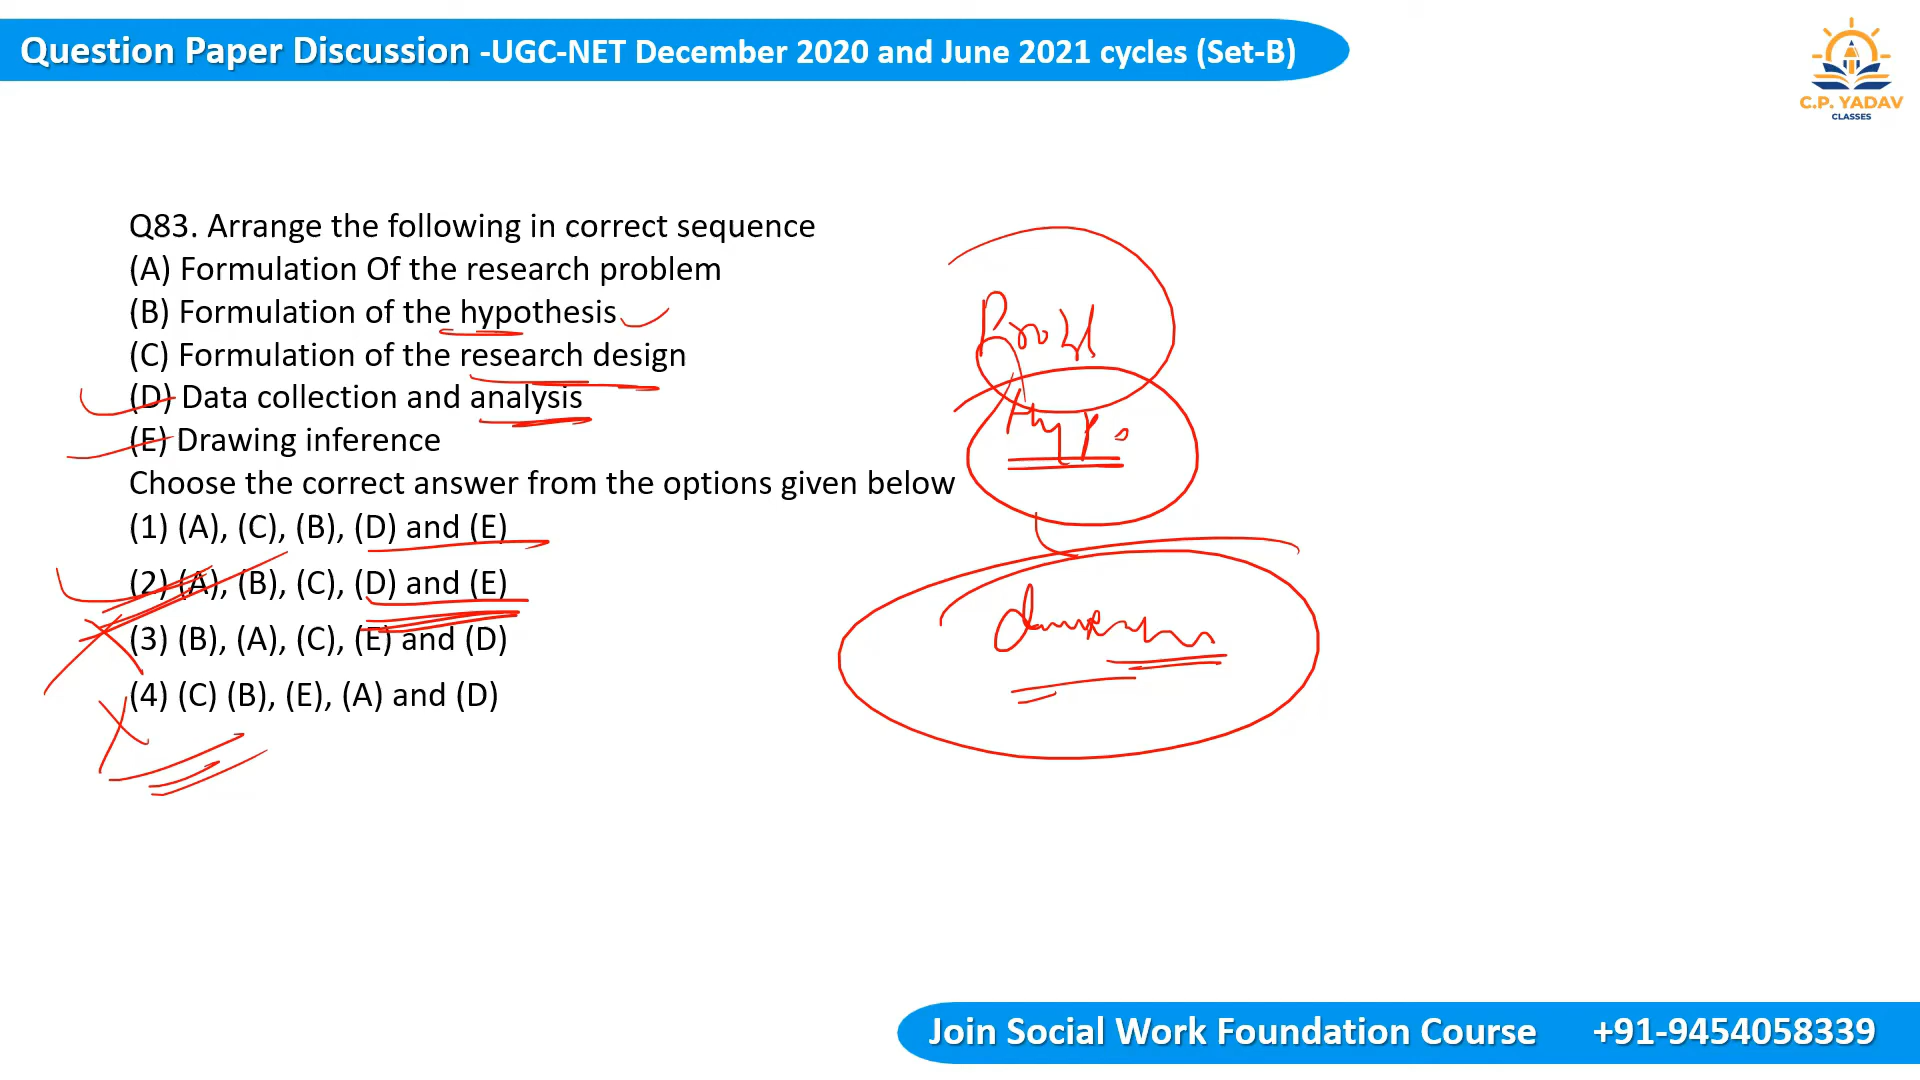 Question Paper Discussion -UGC-NET December 2020 and June 2021 cycles (Set-B)
C.P. YADAV
CLASSES
Q83. Arrange the following in correct sequence
(A) Formulation Of the research problem
(B) Formulation of the hypothesis
(C) Formulation of the research design
(D) Data collection and analysis
(E) Drawing inference
Choose the correct answer from the options given below
(1) (A), (C), (B), (D) and (E)
(2) (A), (B), (C), (D) and (E)
(3) (B), (A), (C), (E) and (D)
(4) (C) (B), (E), (A) and (D)
Hypo
Join Social Work Foundation Course +91-9454058339